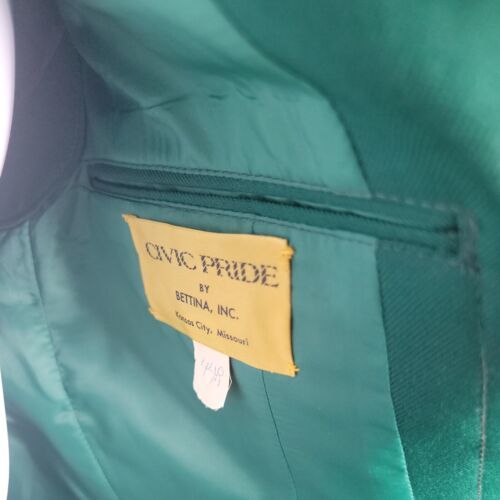 CIVIC PRIDE
BY
BETTINA, INC.
Kansas City, Missouri